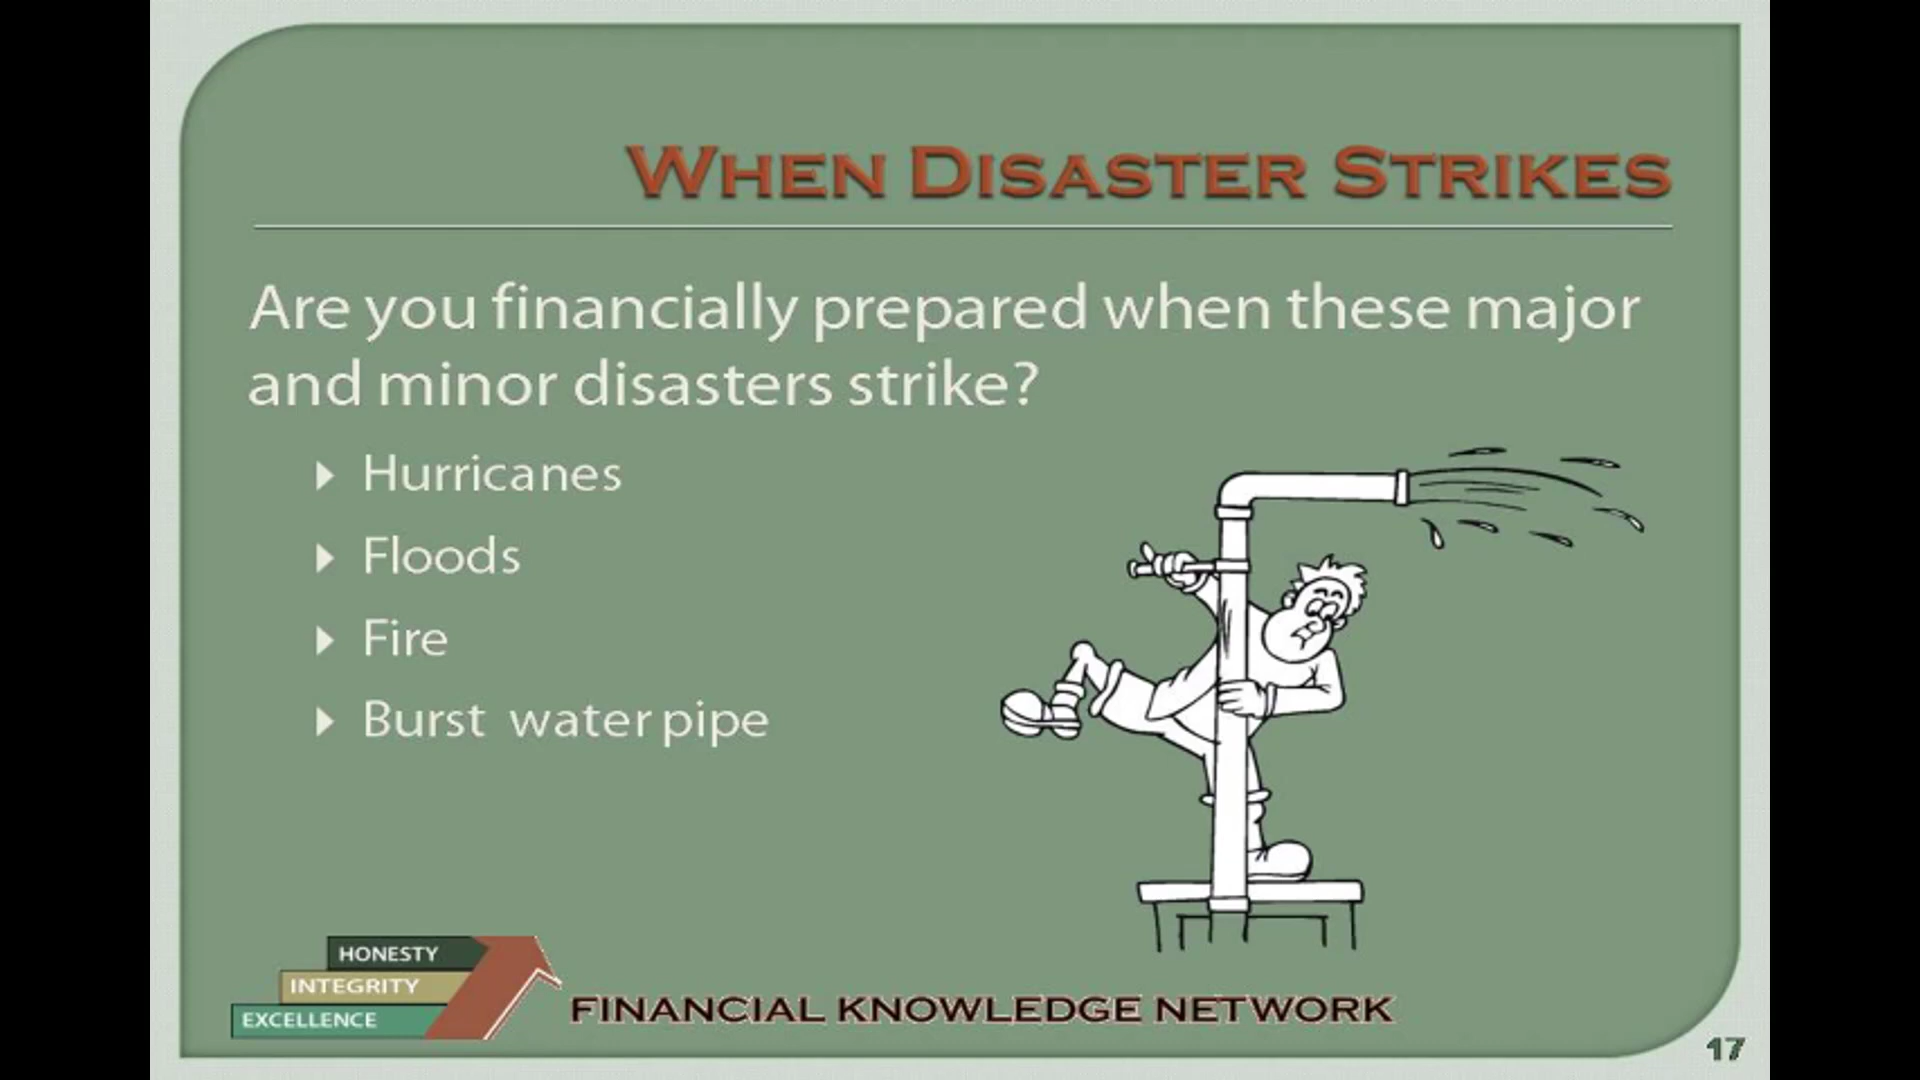 WHEN DISASTER STRIKES
Are you financially prepared when these major
and minor disasters strike?
Hurricanes
Floods
Fire
Burst water pipe
HONESTY
INTEGRITY
EXCELLENCE
FINANCIAL KNOWLEDGE NETWORK
17